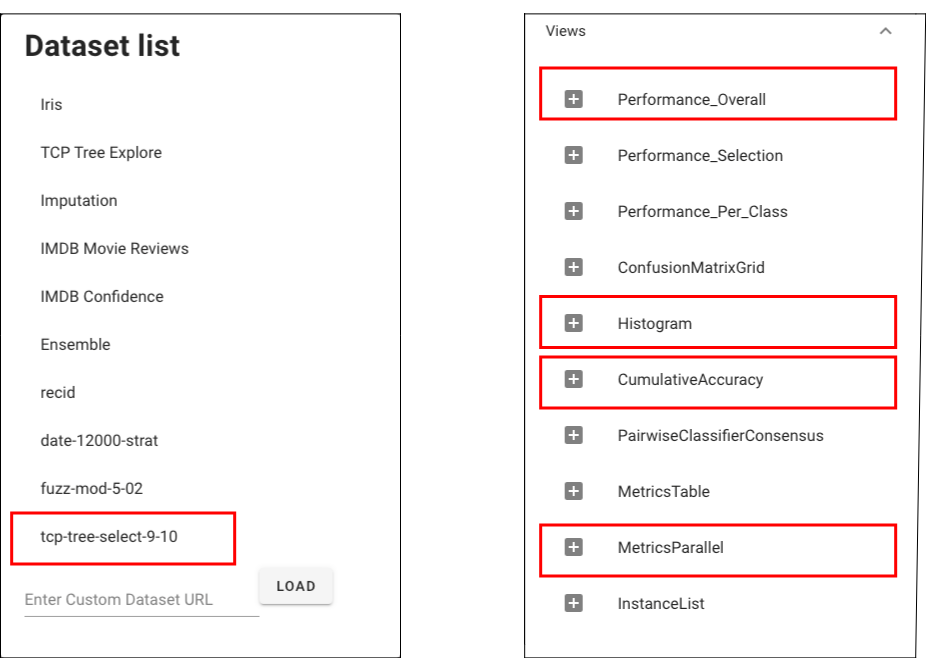 Dataset list
Iris
TCP Tree Explore
Imputation
IMDB Movie Reviews
IMDB Confidence
Ensemble
recid
date-12000-strat
fuzz-mod-5-02
tcp-tree-select-9-10
Enter Custom Dataset URL
LOAD
Views
Performance_Overall
Performance_Selection
Performance_Per_Class
ConfusionMatrixGrid
Histogram
CumulativeAccuracy
PairwiseClassifierConsensus
MetricsTable
MetricsParallel
InstanceList